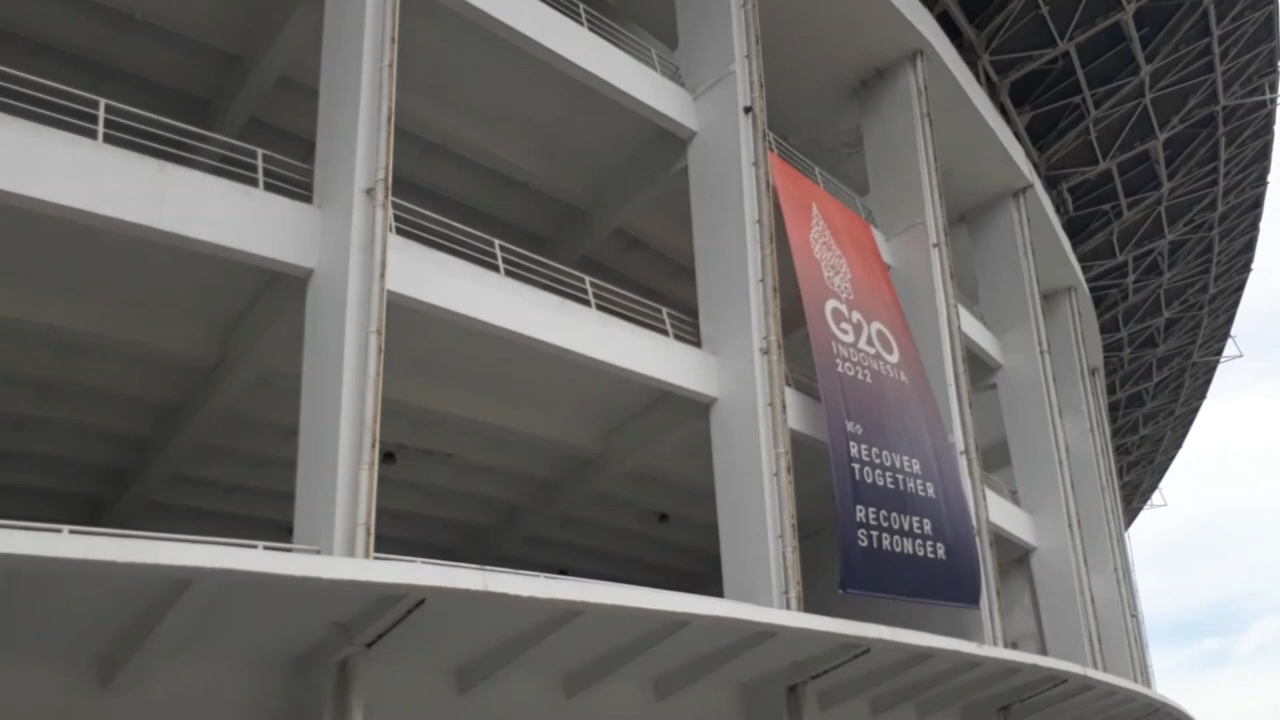 G20
INDONESIA
2022
RECOVER
TOGETHER
RECOVER
STRONGER